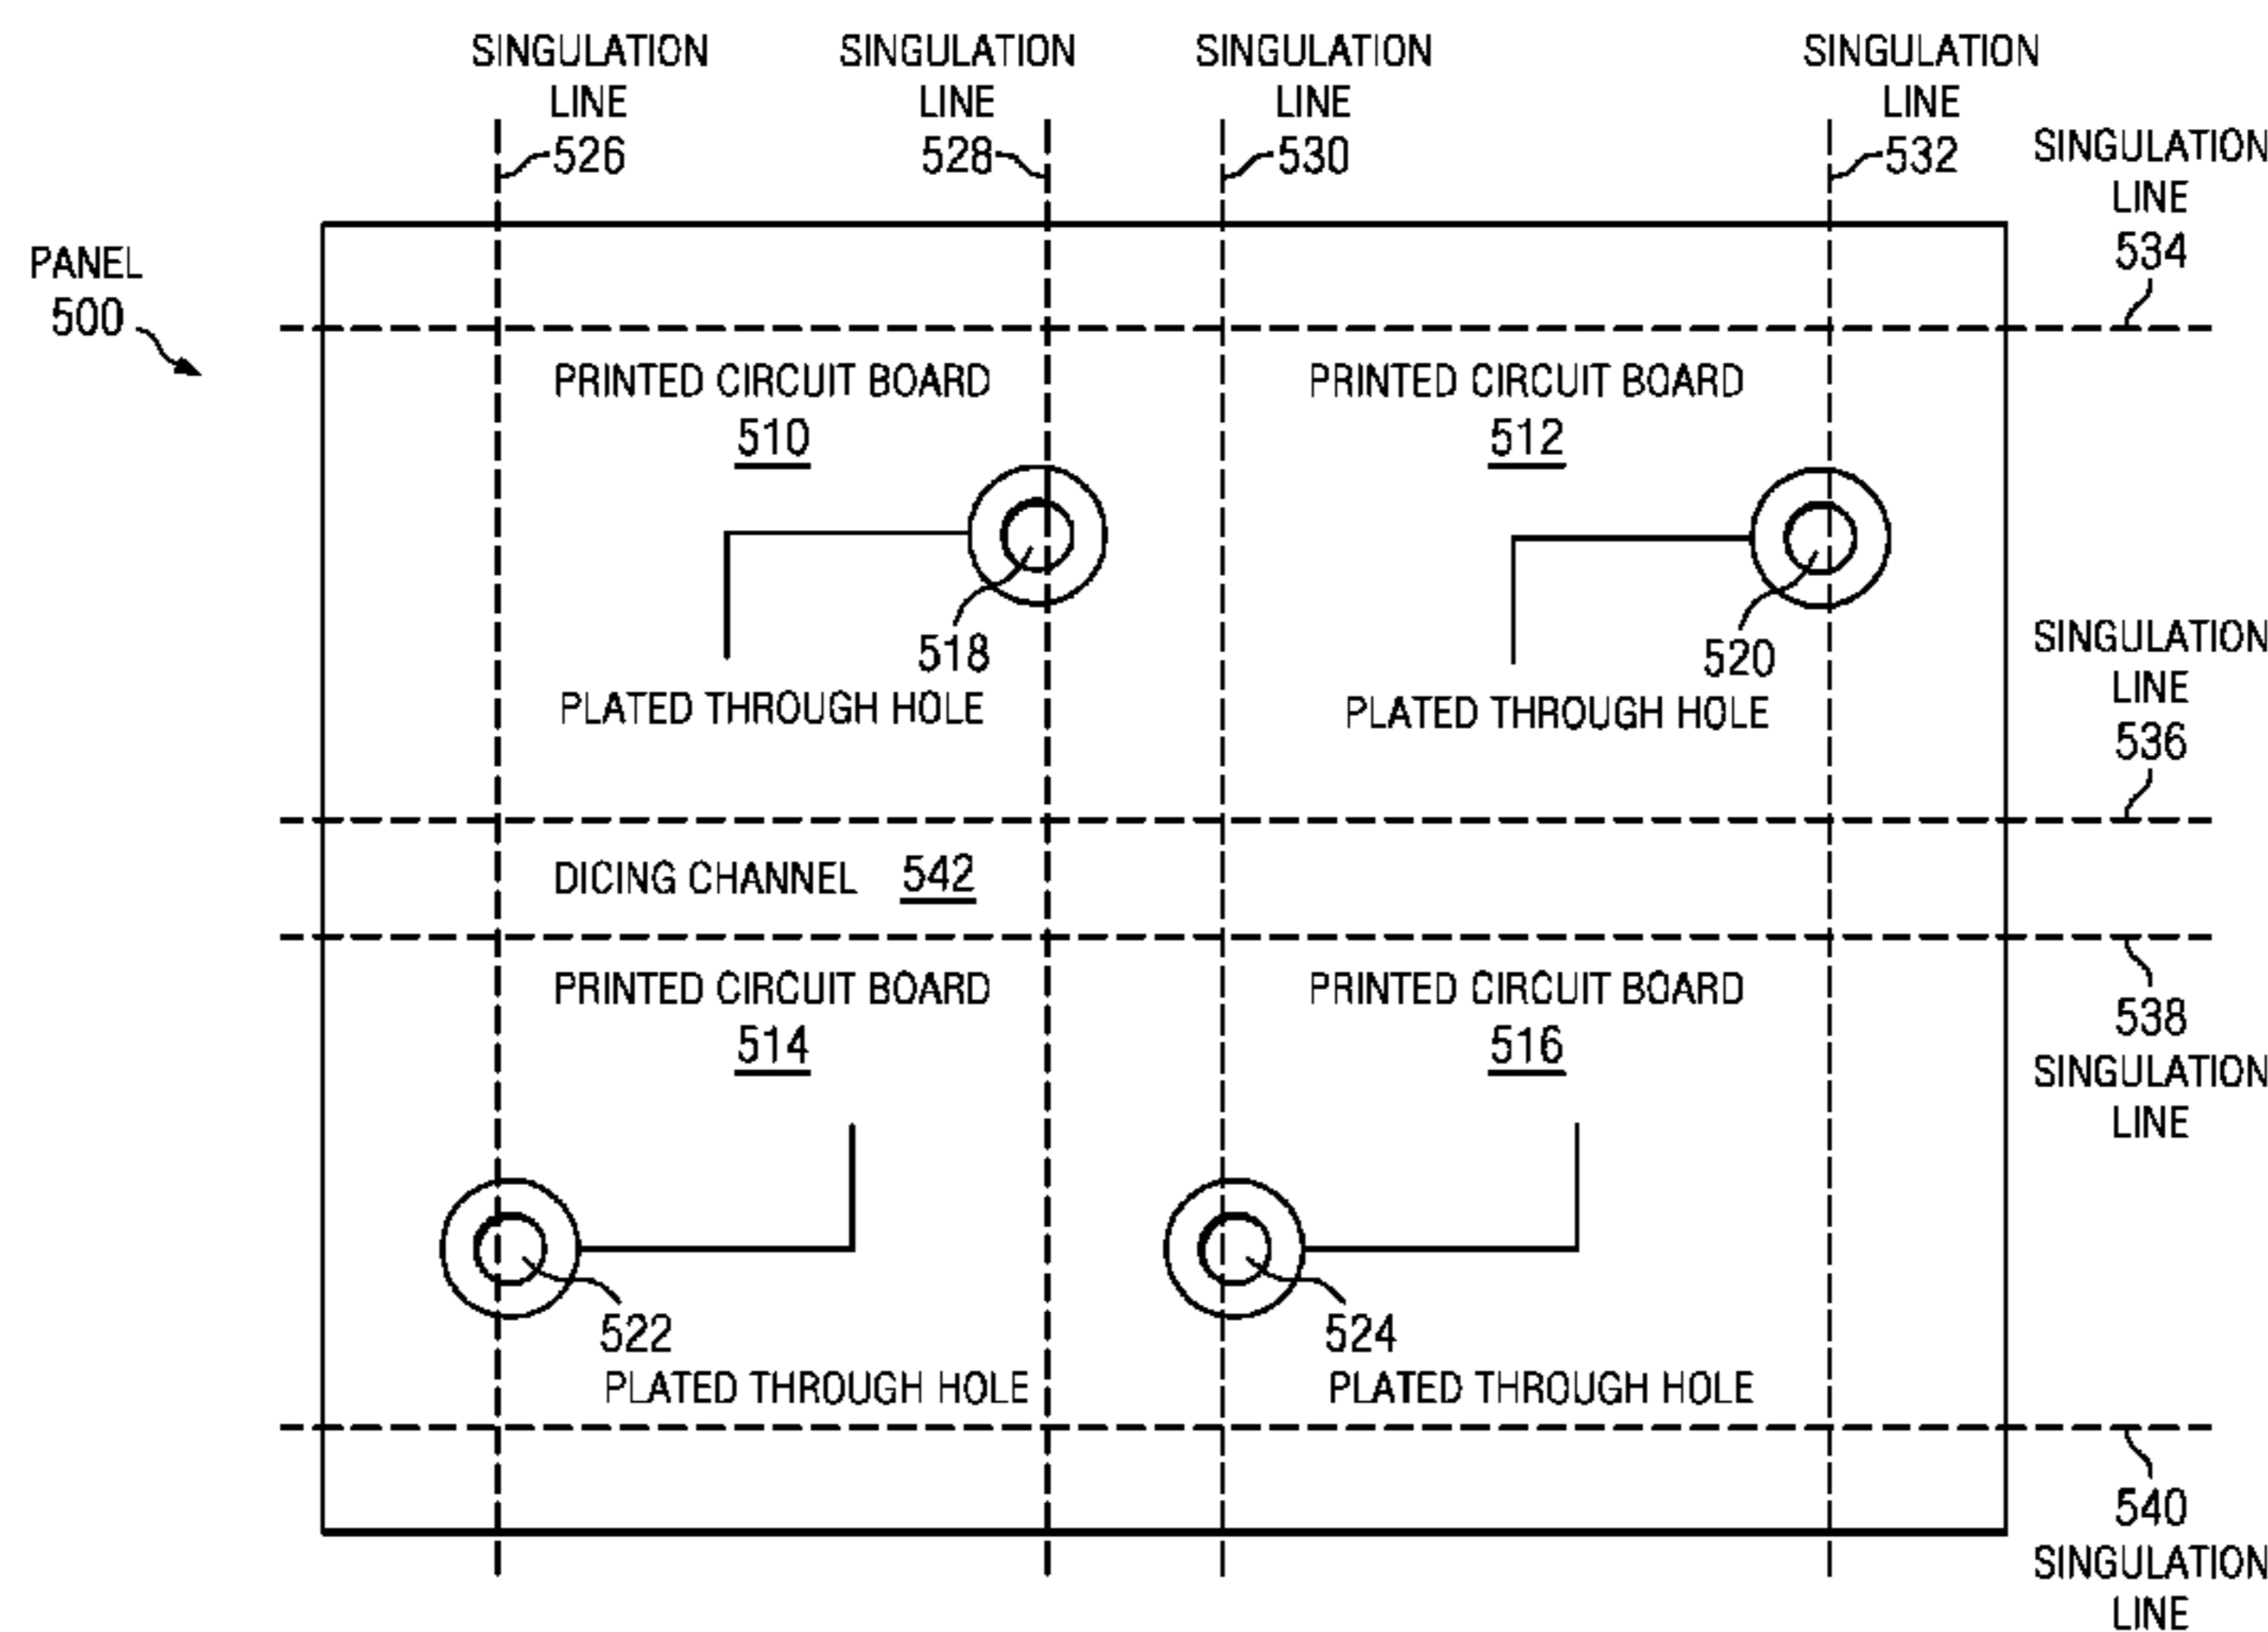 SINGULATION
LINE
526
SINGULATION
LINE
528
SINGULATION
LINE
530
SINGULATION
LINE
532
SINGULATION
LINE
534
PANEL
500
PRINTED CIRCUIT BOARD
510
PRINTED CIRCUIT BOARD
512
518
PLATED THROUGH HOLE
520
PLATED THROUGH HOLE
SINGULATION
LINE
536
DICING CHANNEL 542
PRINTED CIRCUIT BOARD
514
PRINTED CIRCUIT BOARD
516
538
SINGULATION
LINE
522
PLATED THROUGH HOLE
524
PLATED THROUGH HOLE
540
SINGULATION
LINE